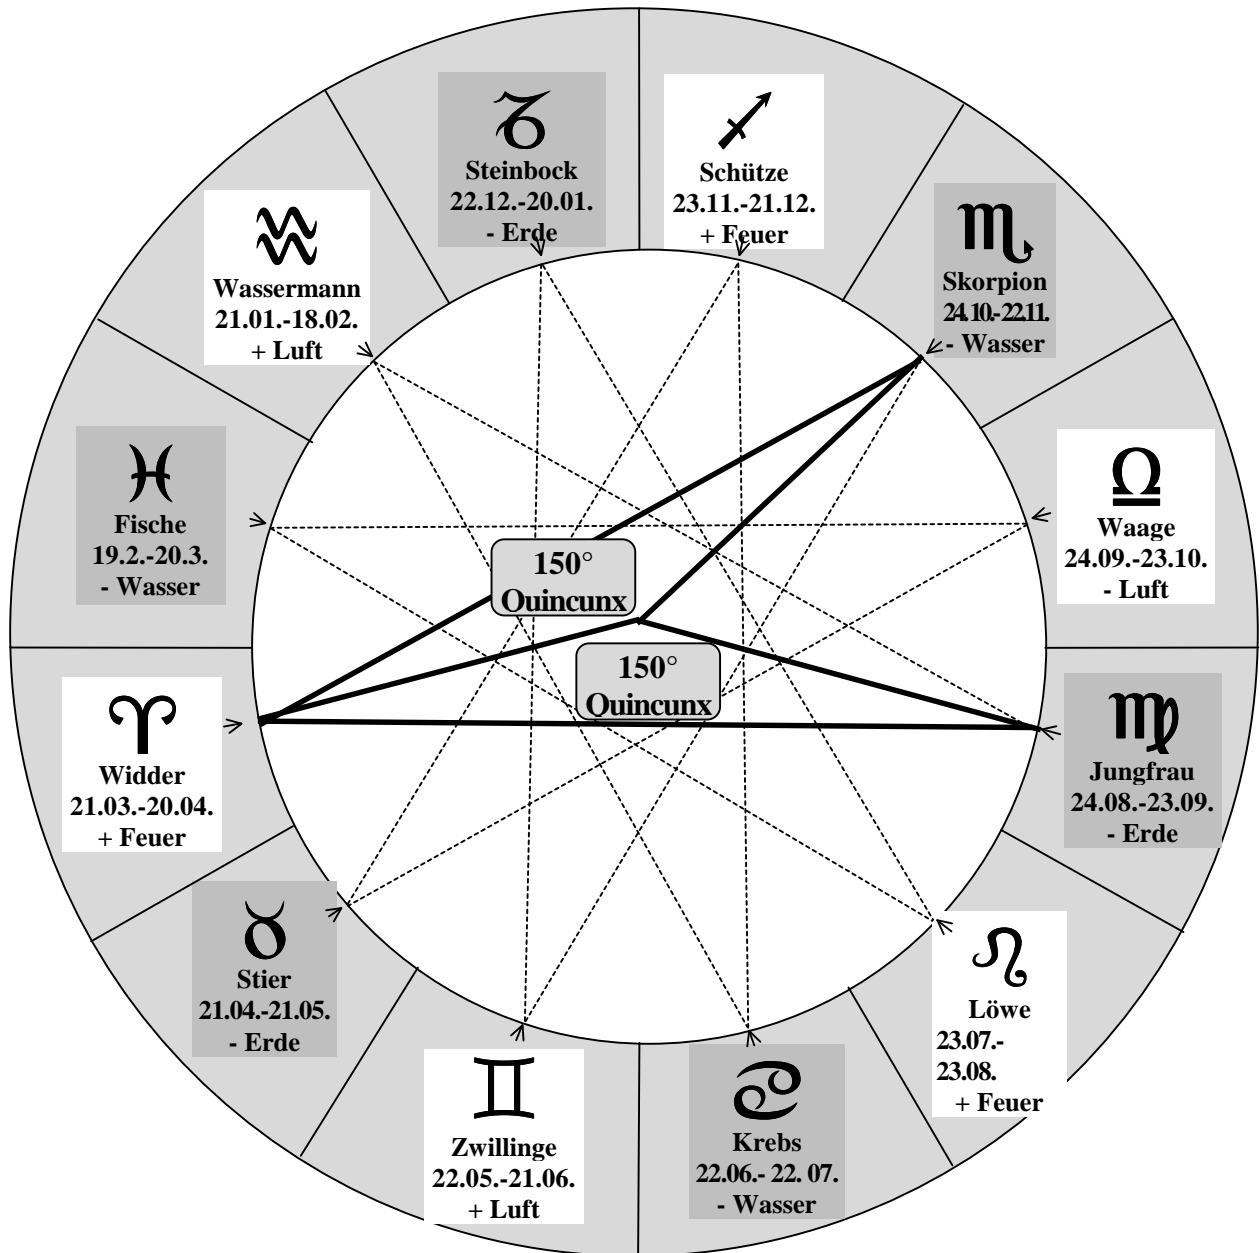 Steinbock
22.12.-20.01.
- Erde
Schütze
23.11.-21.12.
+ Feuer
Wassermann
21.01.-18.02.
+ Luft
Skorpion
24.10.-22.11.
- Wasser
Fische
19.2.-20.3.
- Wasser
Waage
24.09.-23.10.
- Luft
150°
Quincunx
150°
Quincunx
Widder
21.03.-20.04.
+ Feuer
Jungfrau
24.08.-23.09.
- Erde
Stier
21.04.-21.05.
- Erde
Löwe
23.07.-
23.08.
+ Feuer
Zwillinge
22.05.-21.06.
+ Luft
Krebs
22.06.- 22. 07.
- Wasser